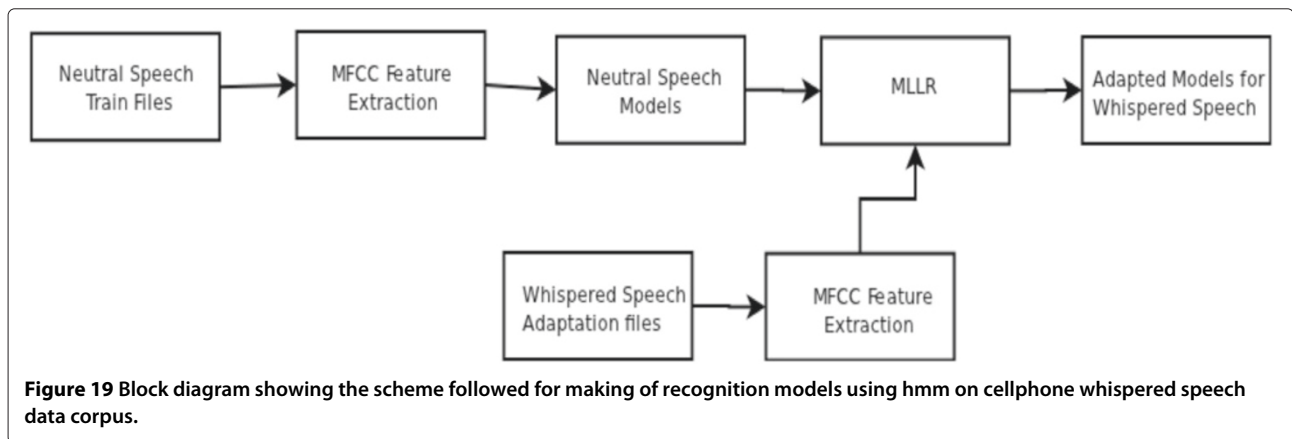 Neutral Speech
Train Files
MFCC Feature
Extraction
Neutral Speech
Models
MLLR
Adapted Models for
Whispered Speech
Whispered Speech
Adaptation files
MFCC Feature
Extraction
Figure 19 Block diagram showing the scheme followed for making of recognition models using hmm on cellphone whispered speech
data corpus.